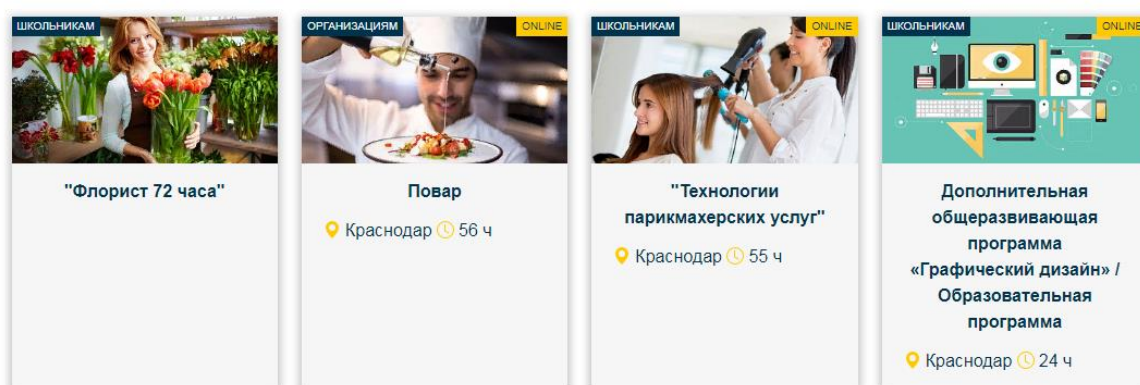 ШКОЛЬНИКАМ
"Флорист 72 часа"
ОРГАНИЗАЦИЯМ
ONLINE
Повар
Краснодар 56 ч
ШКОЛЬНИКАМ
ONLINE
"Технологии
парикмахерских услуг"
Краснодар 55 ч
ШКОЛЬНИКАМ
ONLINE
Дополнительная
общеразвивающая
программа
«Графический дизайн» /
Образовательная
программа
Краснодар 24 ч